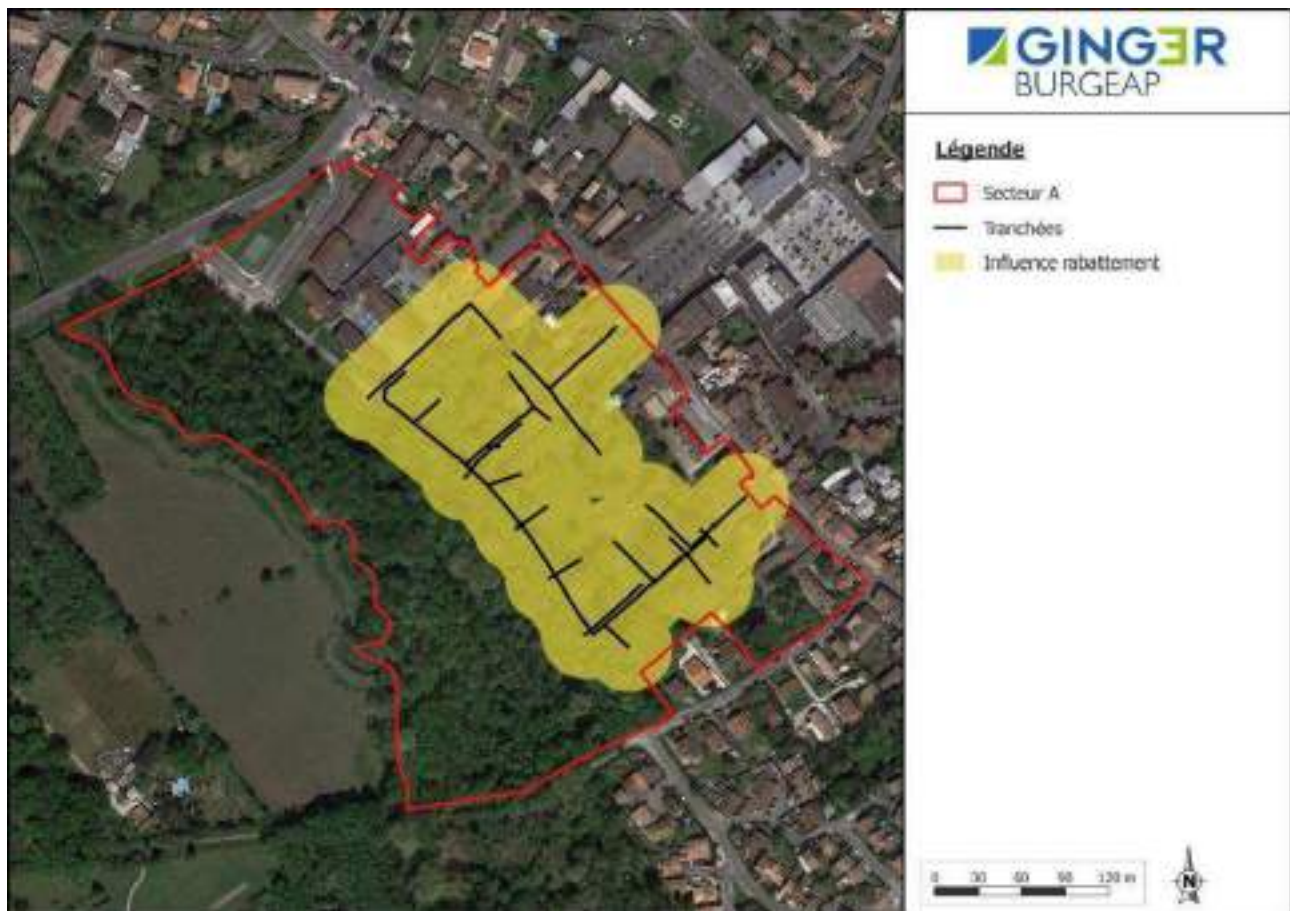 GINGER
BURGEAP
Légende
Secteur A
Tranchées
Influence rabattement
0 30 60 90 120 m
N